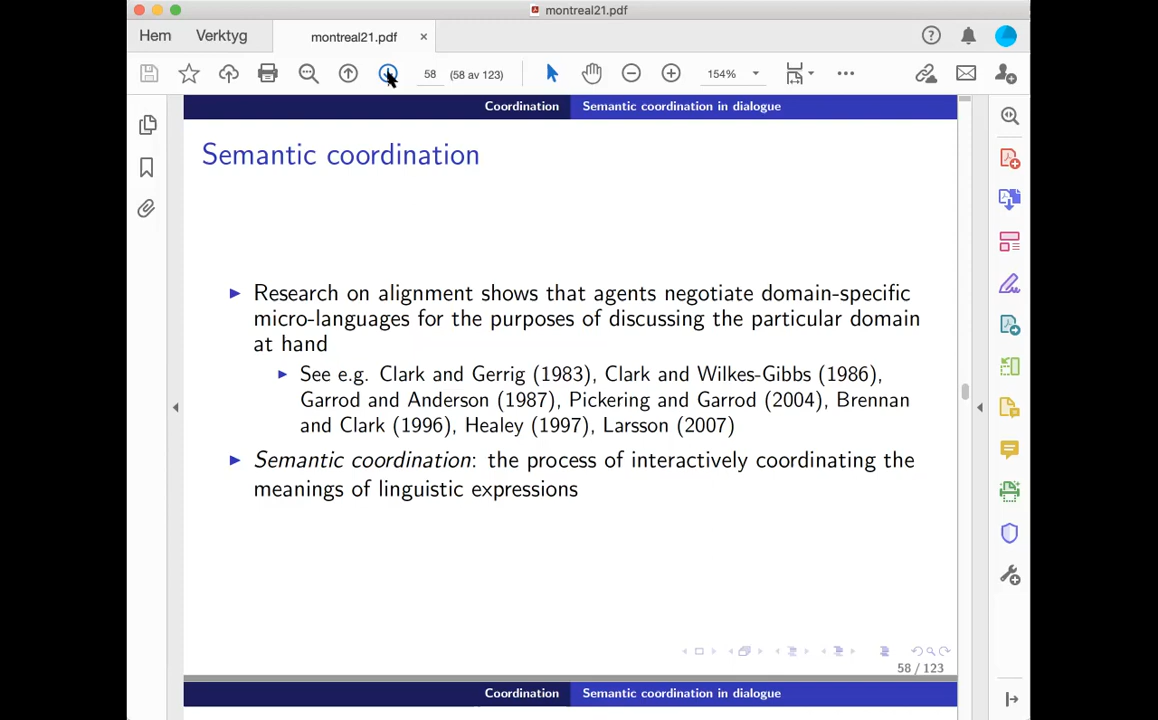 montreal21.pdf
Hem
Verktyg
montreal21.pdf
58
(58 av 123)
154%
Coordination
Semantic coordination in dialogue
Semantic coordination
Research on alignment shows that agents negotiate domain-specific
micro-languages for the purposes of discussing the particular domain
at hand
See e.g. Clark and Gerrig (1983), Clark and Wilkes-Gibbs (1986),
Garrod and Anderson (1987), Pickering and Garrod (2004), Brennan
and Clark (1996), Healey (1997), Larsson (2007)
Semantic coordination: the process of interactively coordinating the
meanings of linguistic expressions
58 / 123
Coordination
Semantic coordination in dialogue